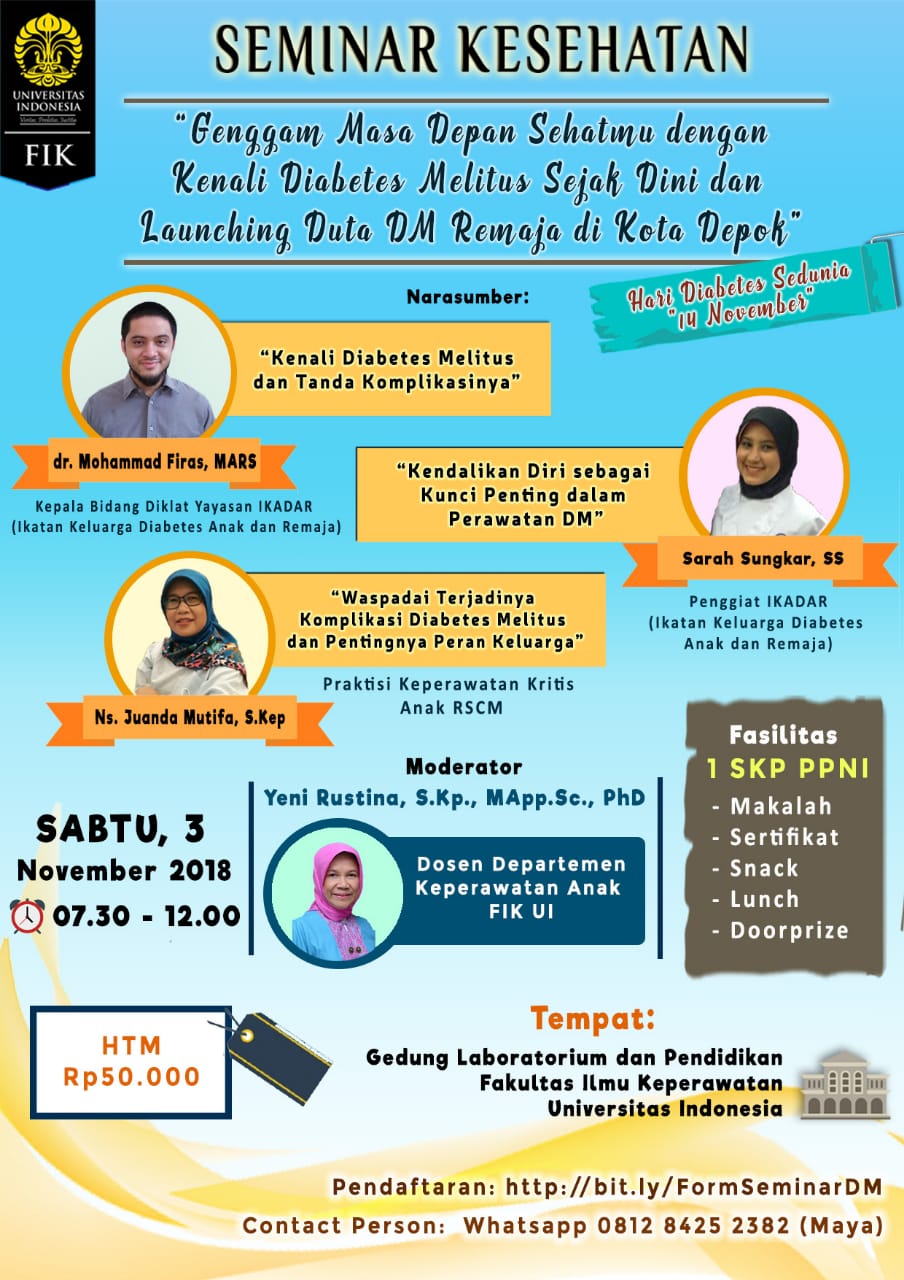 UNIVERSITAS
INDONESIA
Veritas, Probitas, Iustitia
FIK
SEMINAR KESEHATAN
"Genggam Masa Depan Sehatmu dengan
Kenali Diabetes Melitus Sejak Dini dan
Launching Duta DM Remaja di Kota Depok"
Hari Diabetes Sedunia
"14 November"
Narasumber:
"Kenali Diabetes Melitus
dan Tanda Komplikasinya"
dr. Mohammad Firas, MARS
Kepala Bidang Diklat Yayasan IKADAR
(Ikatan Keluarga Diabetes Anak dan Remaja)
"Kendalikan Diri sebagai
Kunci Penting dalam
Perawatan DM"
Sarah Sungkar, SS
Penggiat IKADAR
(Ikatan Keluarga Diabetes
Anak dan Remaja)
"Waspadai Terjadinya
Komplikasi Diabetes Melitus
dan Pentingnya Peran Keluarga"
Ns. Juanda Mutifa, S.Kep
Praktisi Keperawatan Kritis
Anak RSCM
Moderator
Yeni Rustina, S.Kp., MApp.Sc., PhD
Dosen Departemen
Keperawatan Anak
FIK UI
SABTU, 3
November 2018
07.30 - 12.00
Fasilitas
1 SKP PPNI
- Makalah
- Sertifikat
- Snack
- Lunch
- Doorprize
HTM
Rp50.000
Tempat:
Gedung Laboratorium dan Pendidikan
Fakultas Ilmu Keperawatan
Universitas Indonesia
Pendaftaran: http://bit.ly/FormSeminarDM
Contact Person: Whatsapp 0812 8425 2382 (Maya)